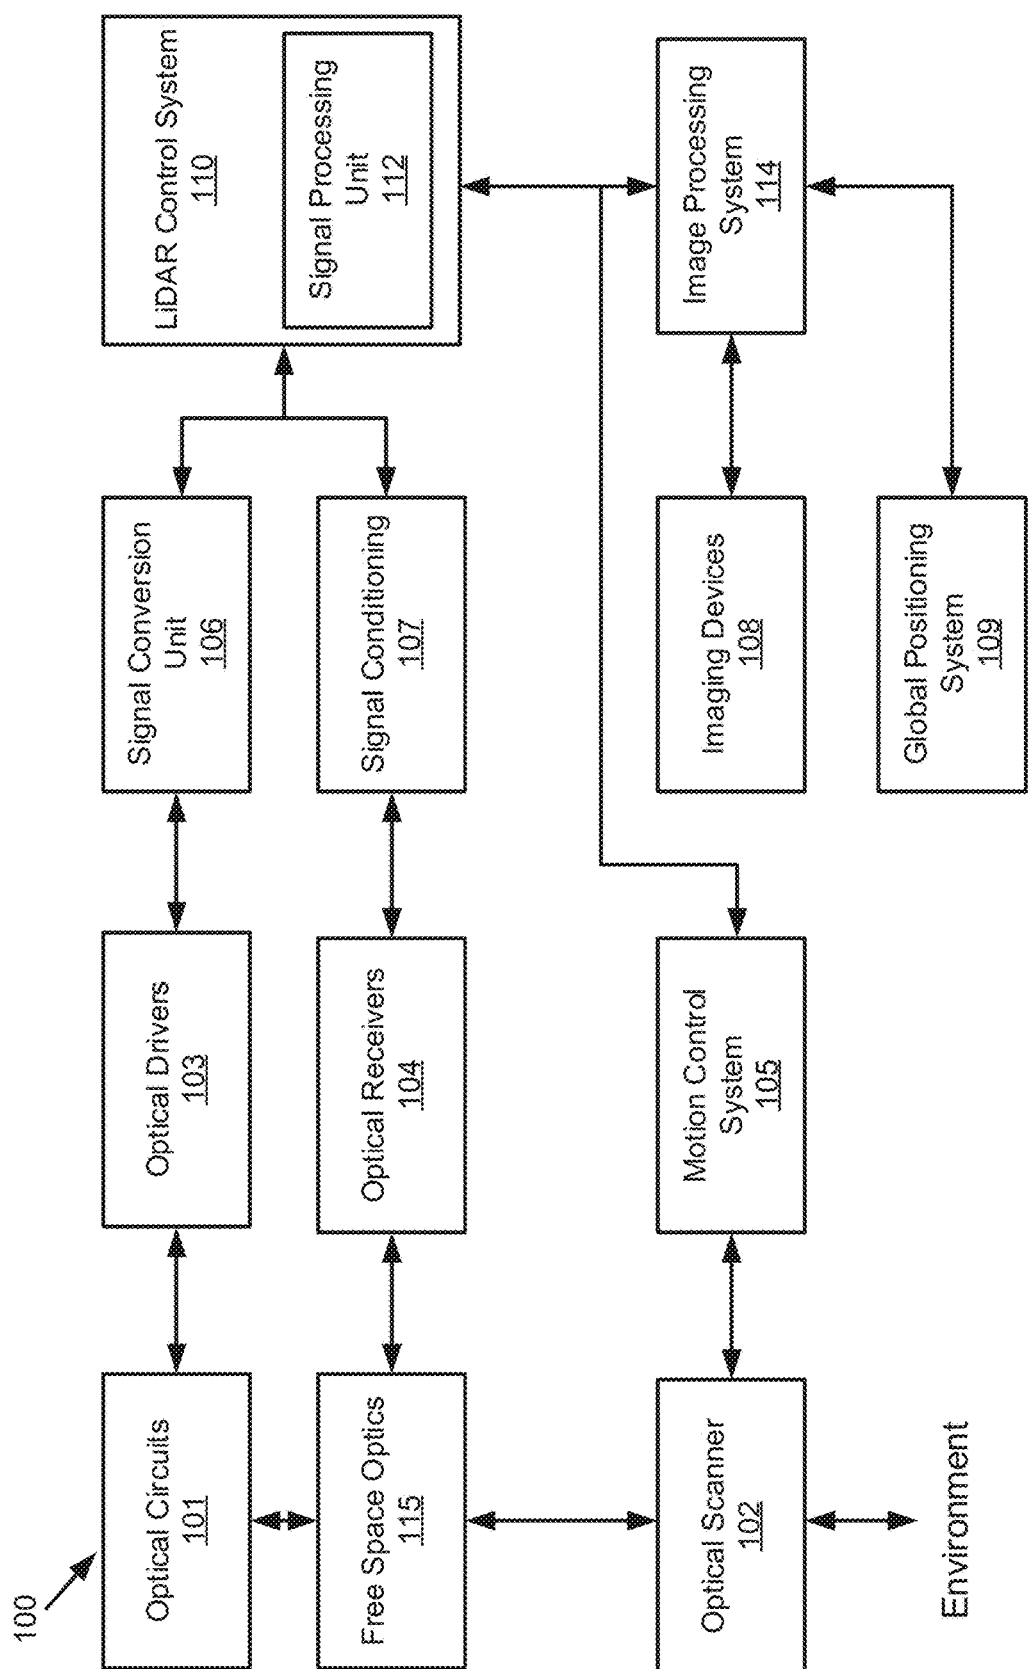 100
Optical Circuits
101
Optical Drivers
103
Signal Conversion
Unit
106
LiDAR Control System
110
Signal Processing
Unit
112
Free Space Optics
115
Optical Receivers
104
Signal Conditioning
107
Optical Scanner
102
Motion Control
System
105
Imaging Devices
108
Image Processing
System
114
Global Positioning
System
109
Environment